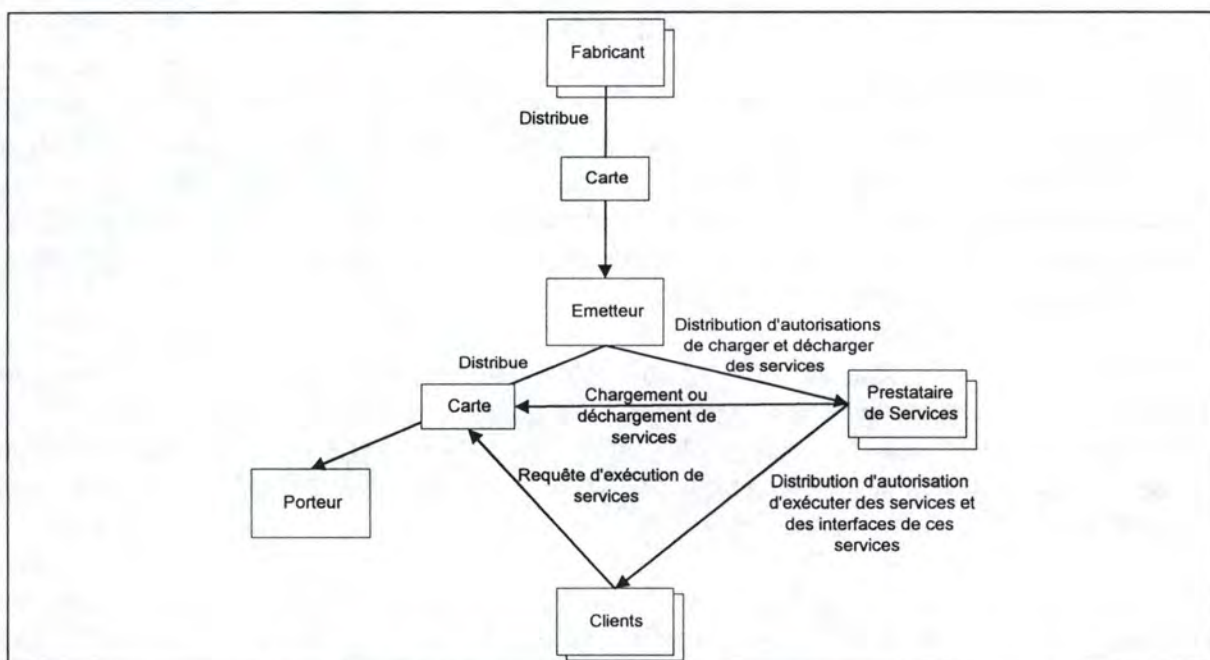 Fabricant
Distribue
Carte
Emetteur
Distribution d'autorisations
de charger et décharger
des services
Distribue
Prestataire
de Services
Carte
Chargement ou
déchargement de
services
Requête d'exécution de
services
Porteur
Distribution d'autorisation
d'exécuter des services et
des interfaces de ces
services
Clients